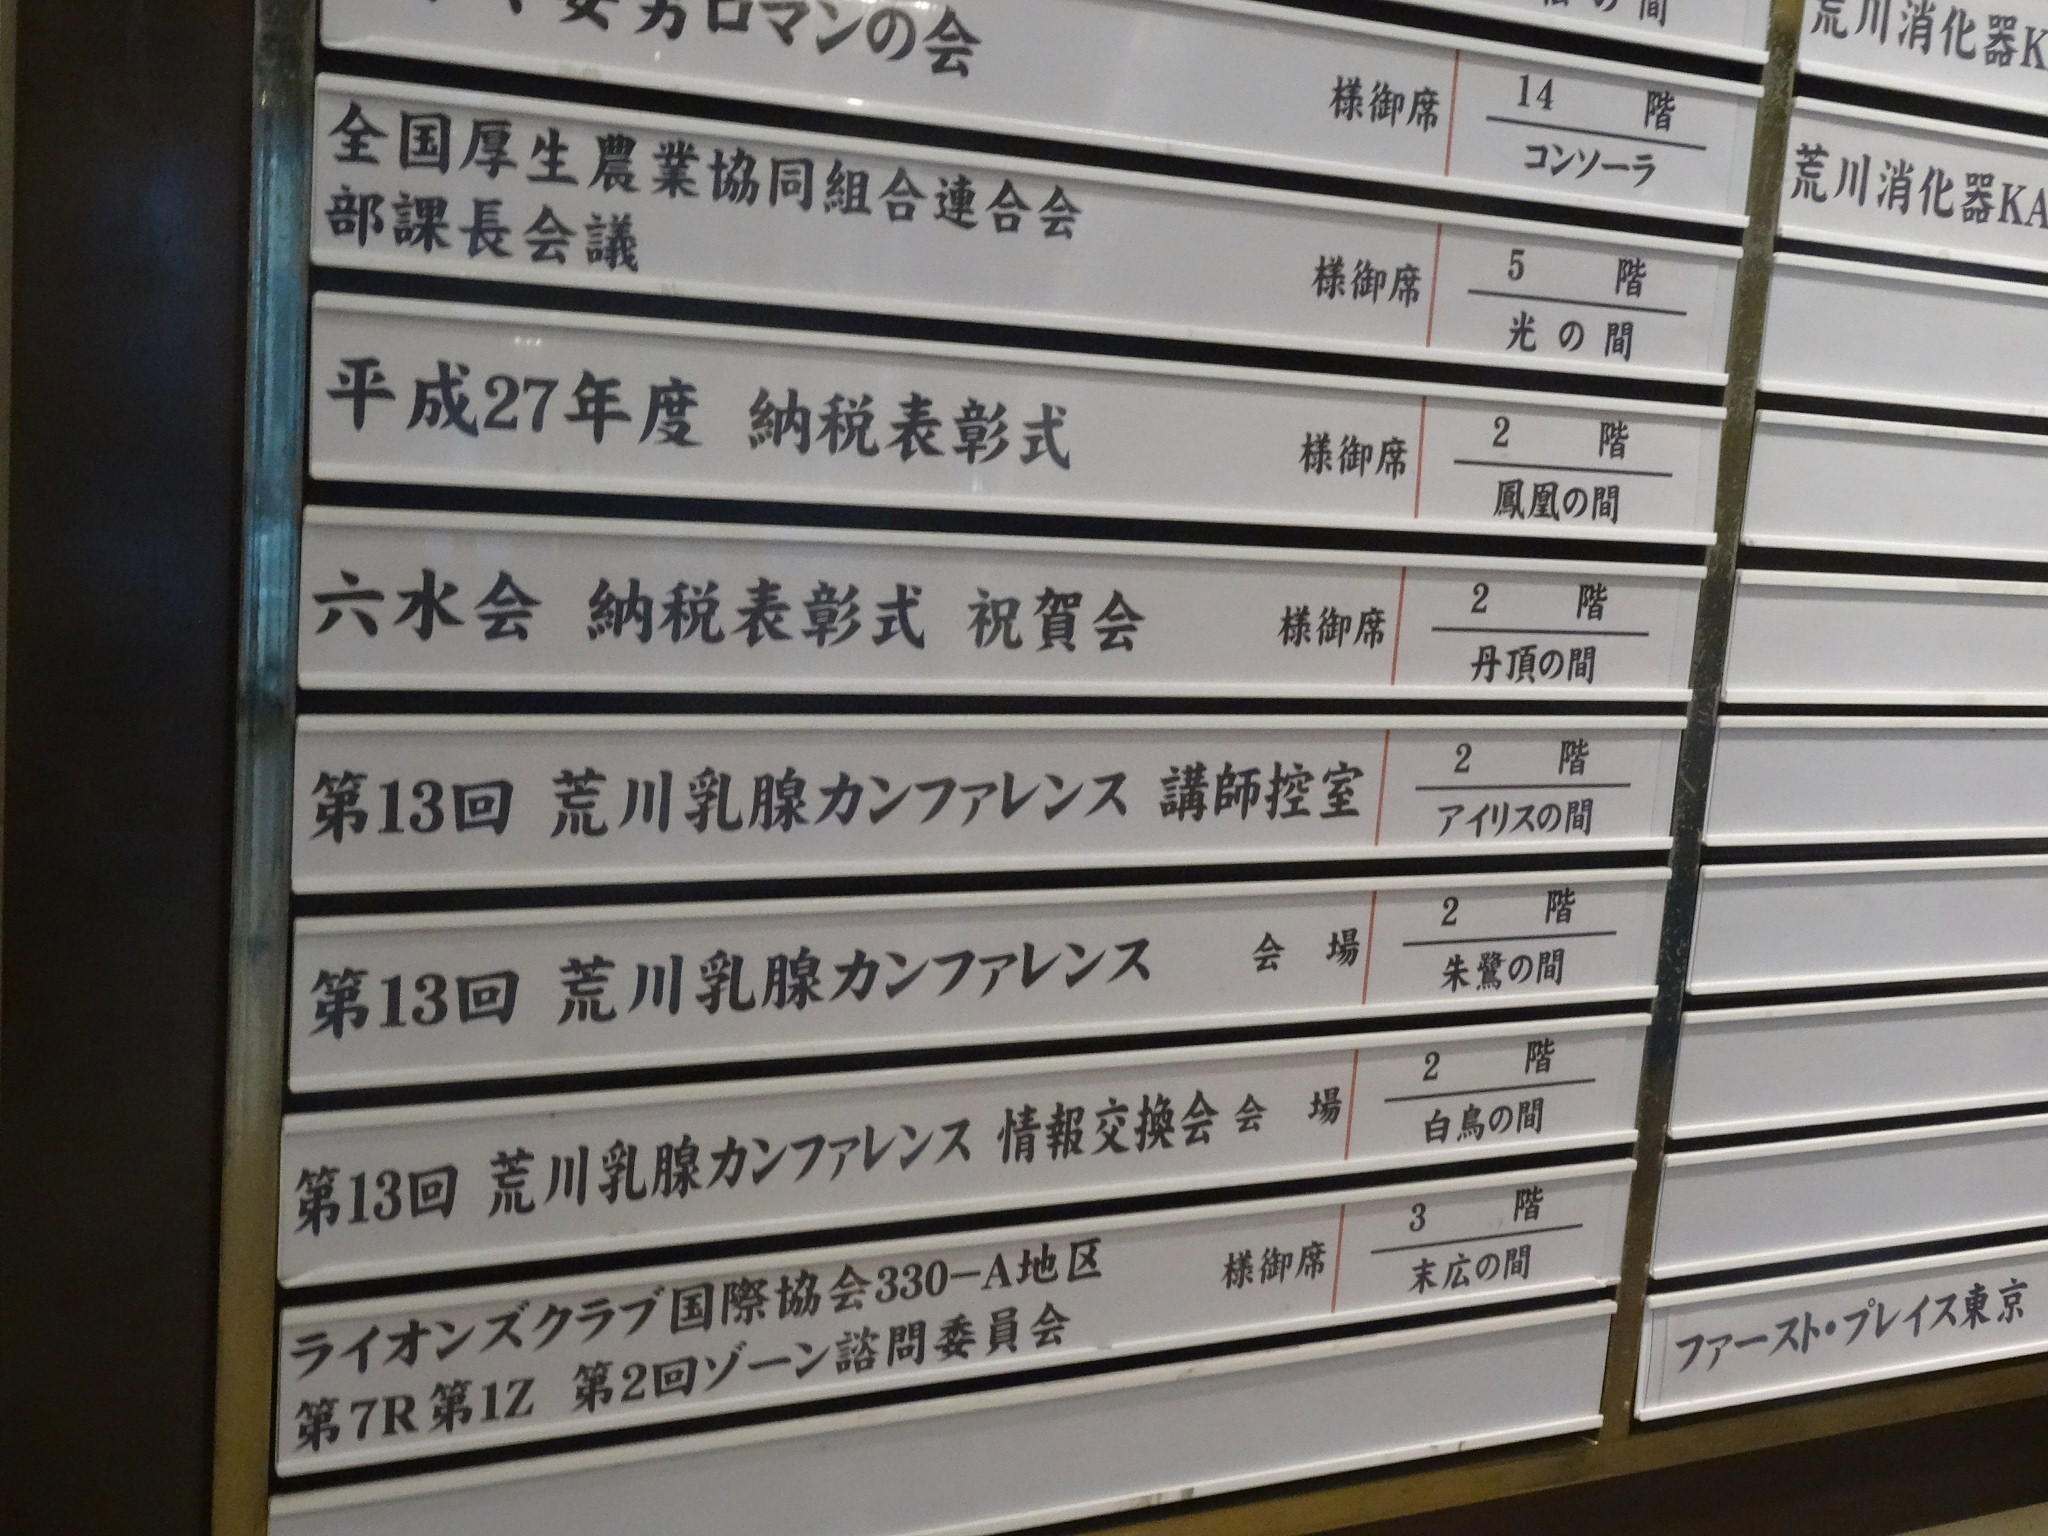 の間
ロマンの会
様御席
14 階
コンソーラ
全国厚生農業協同組合連合会
部課長会議
様御席
5 階
光の間
平成27年度 納税表彰式
様御席
2 階
鳳凰の間
六水会 納税表彰式 祝賀会
様御席
2 階
丹頂の間
第13回 荒川乳腺カンファレンス 講師控室
2 階
アイリスの間
第13回 荒川乳腺カンファレンス
会場
2 階
朱鷺の間
第13回 荒川乳腺カンファレンス 情報交換会
会場
2 階
白鳥の間
ライオンズクラブ国際協会330-A地区
第7R第1Z 第2回ゾーン諮問委員会
様御席
3 階
末広の間
荒川消化器K
荒川消化器KA
ファースト・プレイス東京